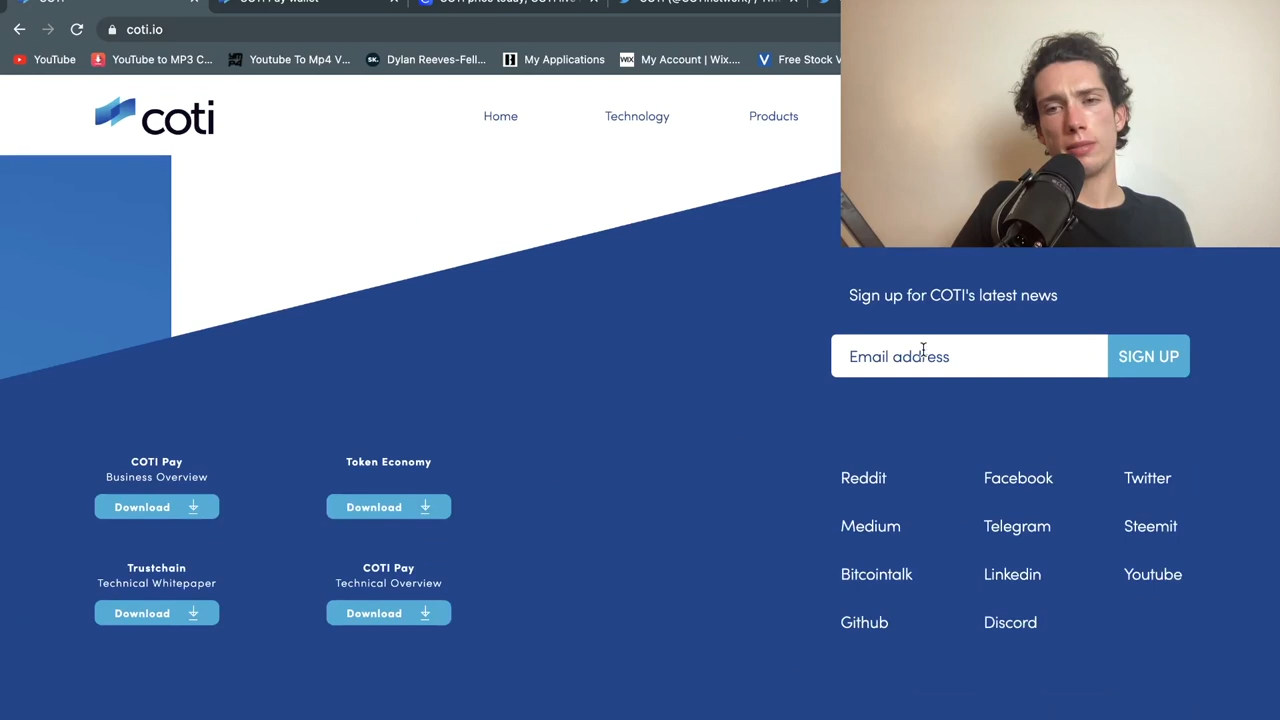 COTI Pay Wallet
coti.io
YouTube
YouTube to MP3 C...
Youtube To Mp4 V...
Dylan Reeves-Fell...
My Applications
My Account | Wix....
Free Stock V
coti
Home
Technology
Products
Sign up for COTI's latest news
Email address
SIGN UP
COTI Pay
Business Overview
Download
Token Economy
Download
Trustchain
Technical Whitepaper
Download
COTI Pay
Technical Overview
Download
Reddit
Facebook
Twitter
Medium
Telegram
Steemit
Bitcointalk
Linkedin
Youtube
Github
Discord